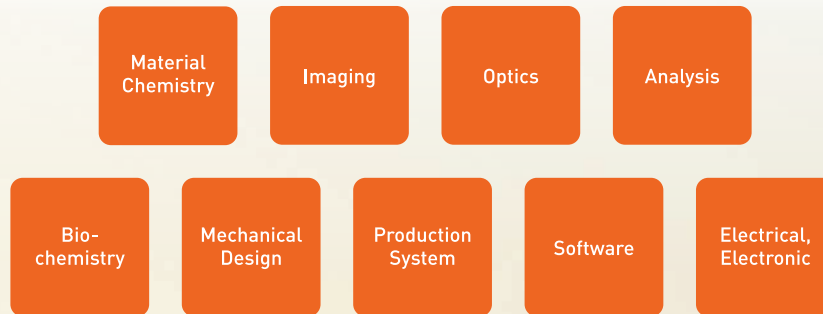 Material
Chemistry
Imaging
Optics
Analysis
Bio-
chemistry
Mechanical
Design
Production
System
Software
Electrical,
Electronic